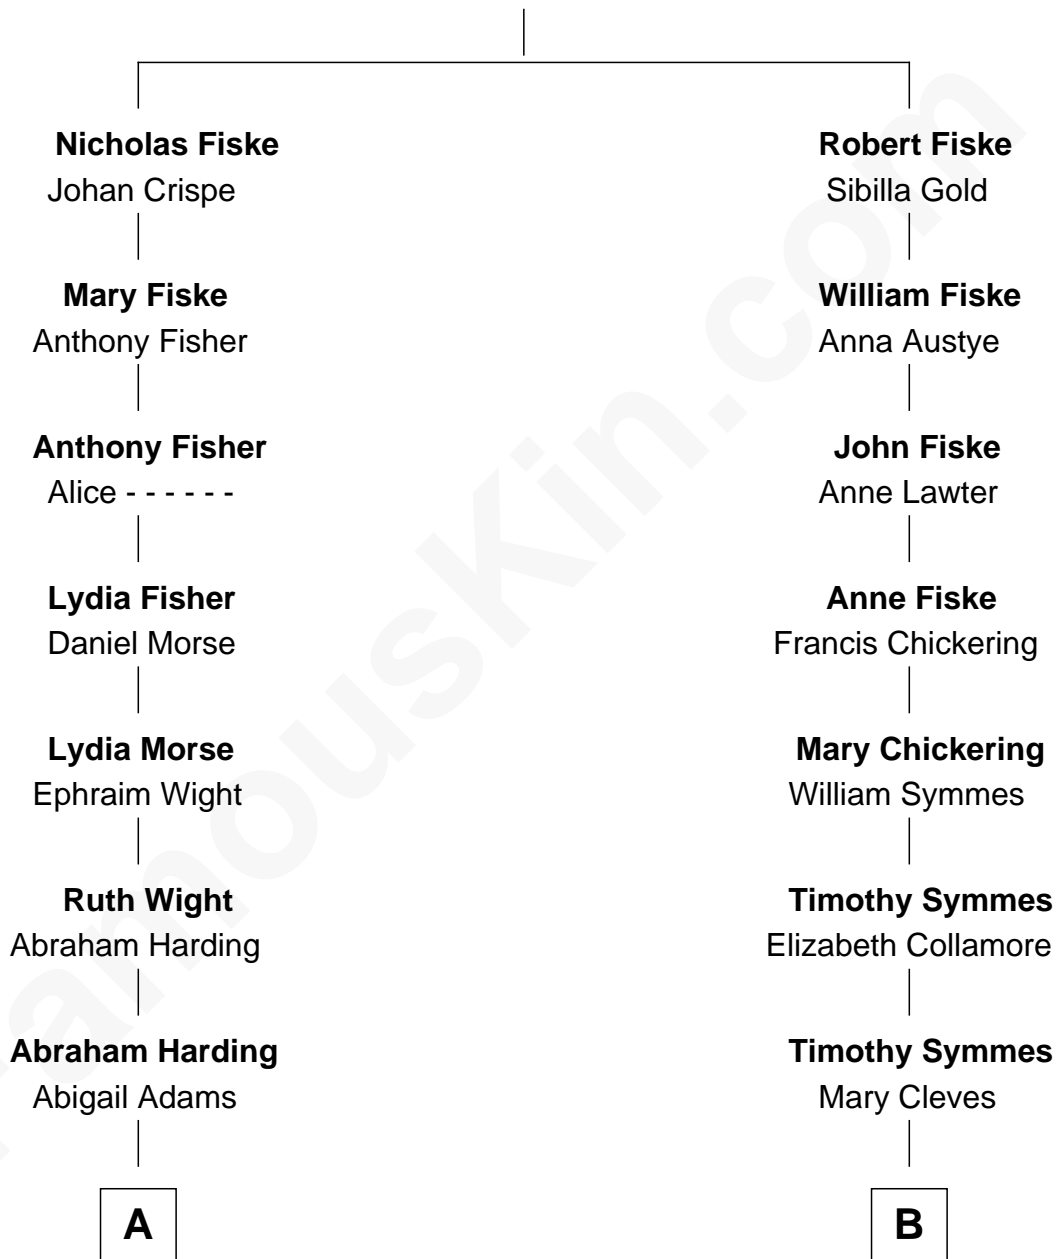 Nicholas Fiske
Johan Crispe
Mary Fiske
Anthony Fisher
Anthony Fisher
Alice - - - - - -
Lydia Fisher
Daniel Morse
Lydia Morse
Ephraim Wight
Ruth Wight
Abraham Harding
Abraham Harding
Abigail Adams
A
Robert Fiske
Sibilla Gold
William Fiske
Anna Austye
John Fiske
Anne Lawter
Anne Fiske
Francis Chickering
Mary Chickering
William Symmes
Timothy Symmes
Elizabeth Collamore
Timothy Symmes
Mary Cleves
B
FamousKin.com